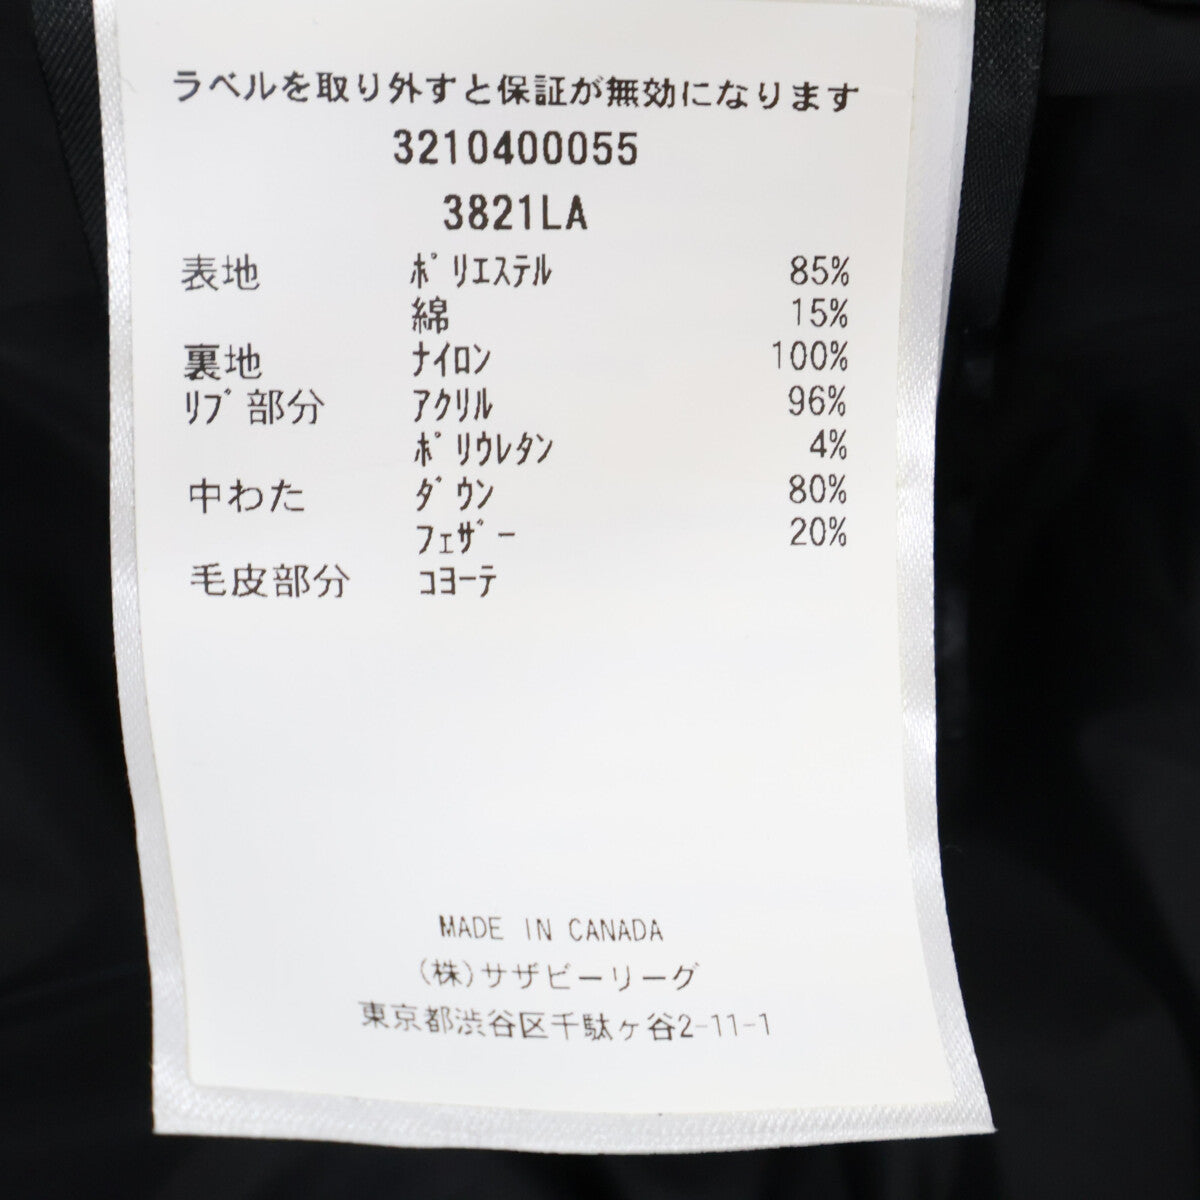 ラベルを取り外すと保証が無効になります
3210400055
3821LA
表地 ﾎﾟﾘｴｽﾃﾙ 85%
綿 15%
裏地 ﾅｲﾛﾝ 100%
ﾘﾌﾞ部分 ｱｸﾘﾙ 96%
ﾎﾟﾘｳﾚﾀﾝ 4%
中わた ﾀﾞｳﾝ 80%
ﾌｪｻﾞｰ 20%
毛皮部分 ｺﾖｰﾃ
MADE IN CANADA
(株)サザビーリーグ
東京都渋谷区千駄ヶ谷2-11-1